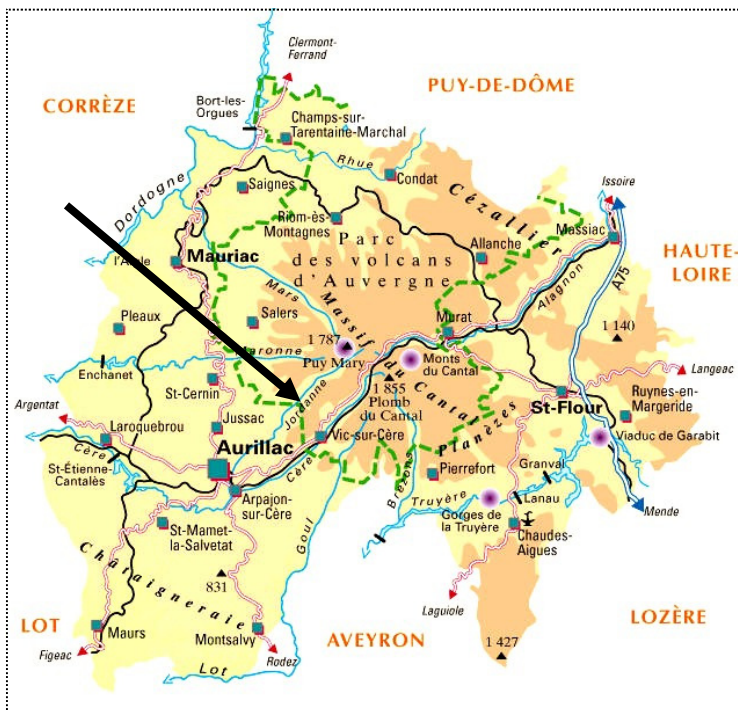 Clermont-
Ferrand
PUY-DE-DÔME
CORRÈZE
Bort-les-
Orgues
Champs-sur-
Tarentaine-Marchal
Rhue
Condat
Issoire
Dordogne
Saignes
Cézallier
Riom-ès-
Montagnes
Massiac
Parc
des volcans
d'Auvergne
Allanche
HAUTE-
LOIRE
Mauriac
Alagnon
A75
Mars
Massif du Cantal
Pleaux
Salers
Murat
1 787
Puy Mary
1 140
Monts
du Cantal
Enchanet
Langeac
St-Cernin
1 855
Plomb
du Cantal
St-Flour
Ruynes-en-
Margeride
Argentat
Jordanne
Jussac
Laroquebrou
Planèzes
Aurillac
Vic-sur-Cère
Viaduc de Garabit
Cère
Cère
St-Étienne-
Cantalès
Pierrefort
Granval
Brezons
Arpajon-
sur-Cère
Truyère
Lanau
Goul
Gorges de
la Truyère
Mende
St-Mamet-
la-Salvetat
Chaudes-
Aigues
Châtaigneraie
831
Laguiole
LOT
Maurs
Montsalvy
AVEYRON
LOZÈRE
1 427
Figeac
Rodez
Lot